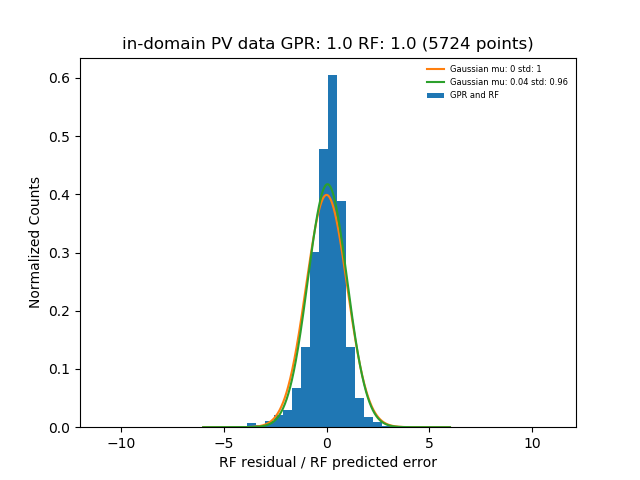 in-domain PV data GPR: 1.0 RF: 1.0 (5724 points)
Gaussian mu: 0 std: 1
Gaussian mu: 0.04 std: 0.96
GPR and RF
Normalized Counts
0.6
0.5
0.4
0.3
0.2
0.1
0.0
−10 −5 0 5 10
RF residual / RF predicted error